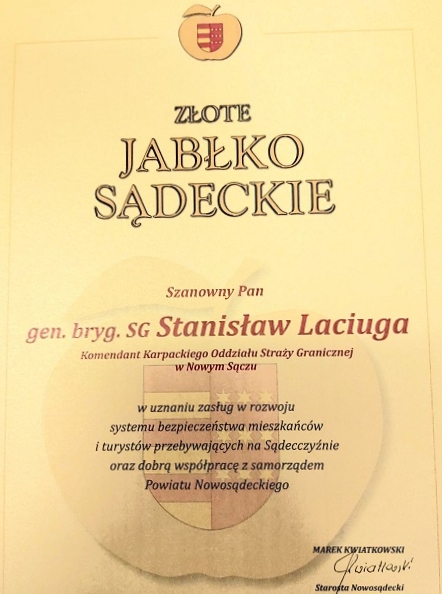 ZŁOTE
JABŁKO
SĄDECKIE
Szanowny Pan
gen. bryg. SG Stanisław Laciuga
Komendant Karpackiego Oddziału Straży Granicznej
w Nowym Sączu
w uznaniu zasług w rozwoju
systemu bezpieczeństwa mieszkańców
i turystów przebywających na Sądecczyźnie
oraz dobrą współpracę z samorządem
Powiatu Nowosądeckiego
MAREK KWIATKOWSKI
Kwiatkowski
Starosta Nowosądecki